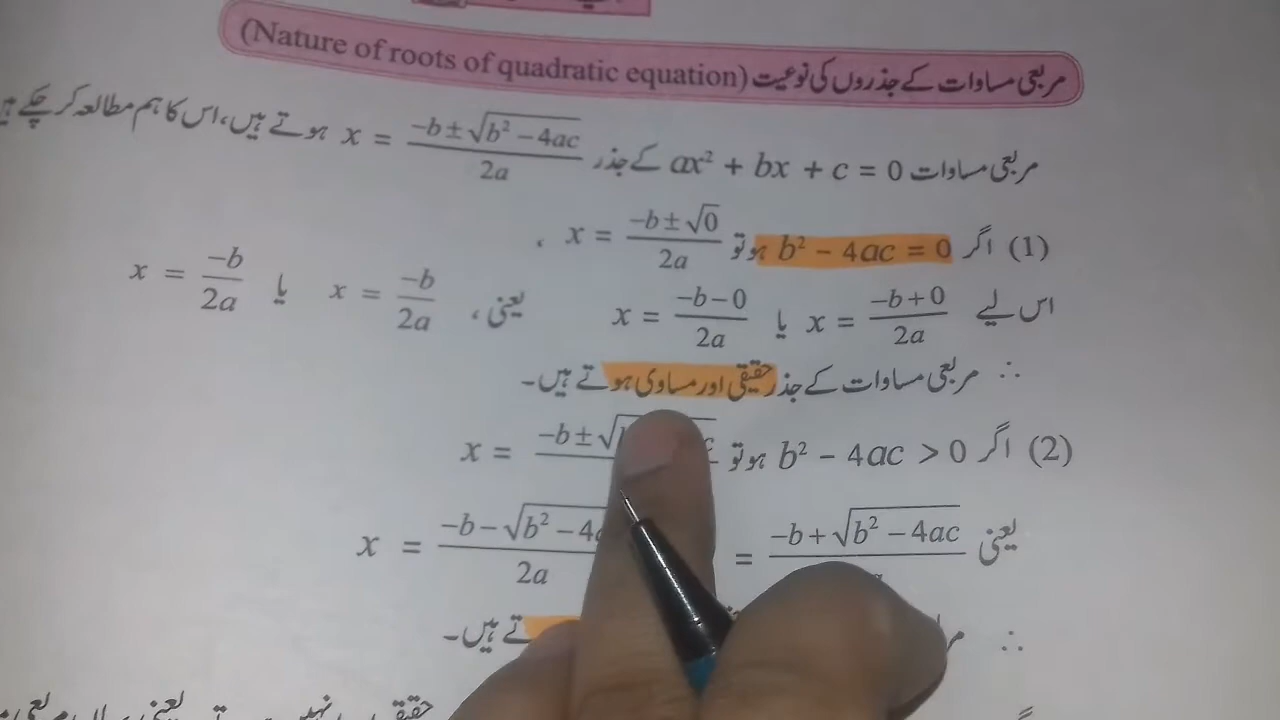 مربعی مساوات کے جذروں کی نوعیت (Nature of roots of quadratic equation)
مربعی مساوات ax² + bx + c = 0 کے جذر x = (-b ± √(b² - 4ac))/2a ہوتے ہیں، اس کا ہم مطالعہ کر چکے
(1) اگر b² - 4ac = 0 ہو تو x = (-b ± √0)/2a ،
اس لیے x = (-b + 0)/2a یا x = (-b - 0)/2a یعنی، x = -b/2a یا x = -b/2a
∴ مربعی مساوات کے جذر حقیقی اور مساوی ہوتے ہیں۔
(2) اگر b² - 4ac > 0 ہو تو x = -b ± √
یعنی = -b + √(b² - 4ac) x = -b - √b² - 4 2a
∴ تے ہیں۔